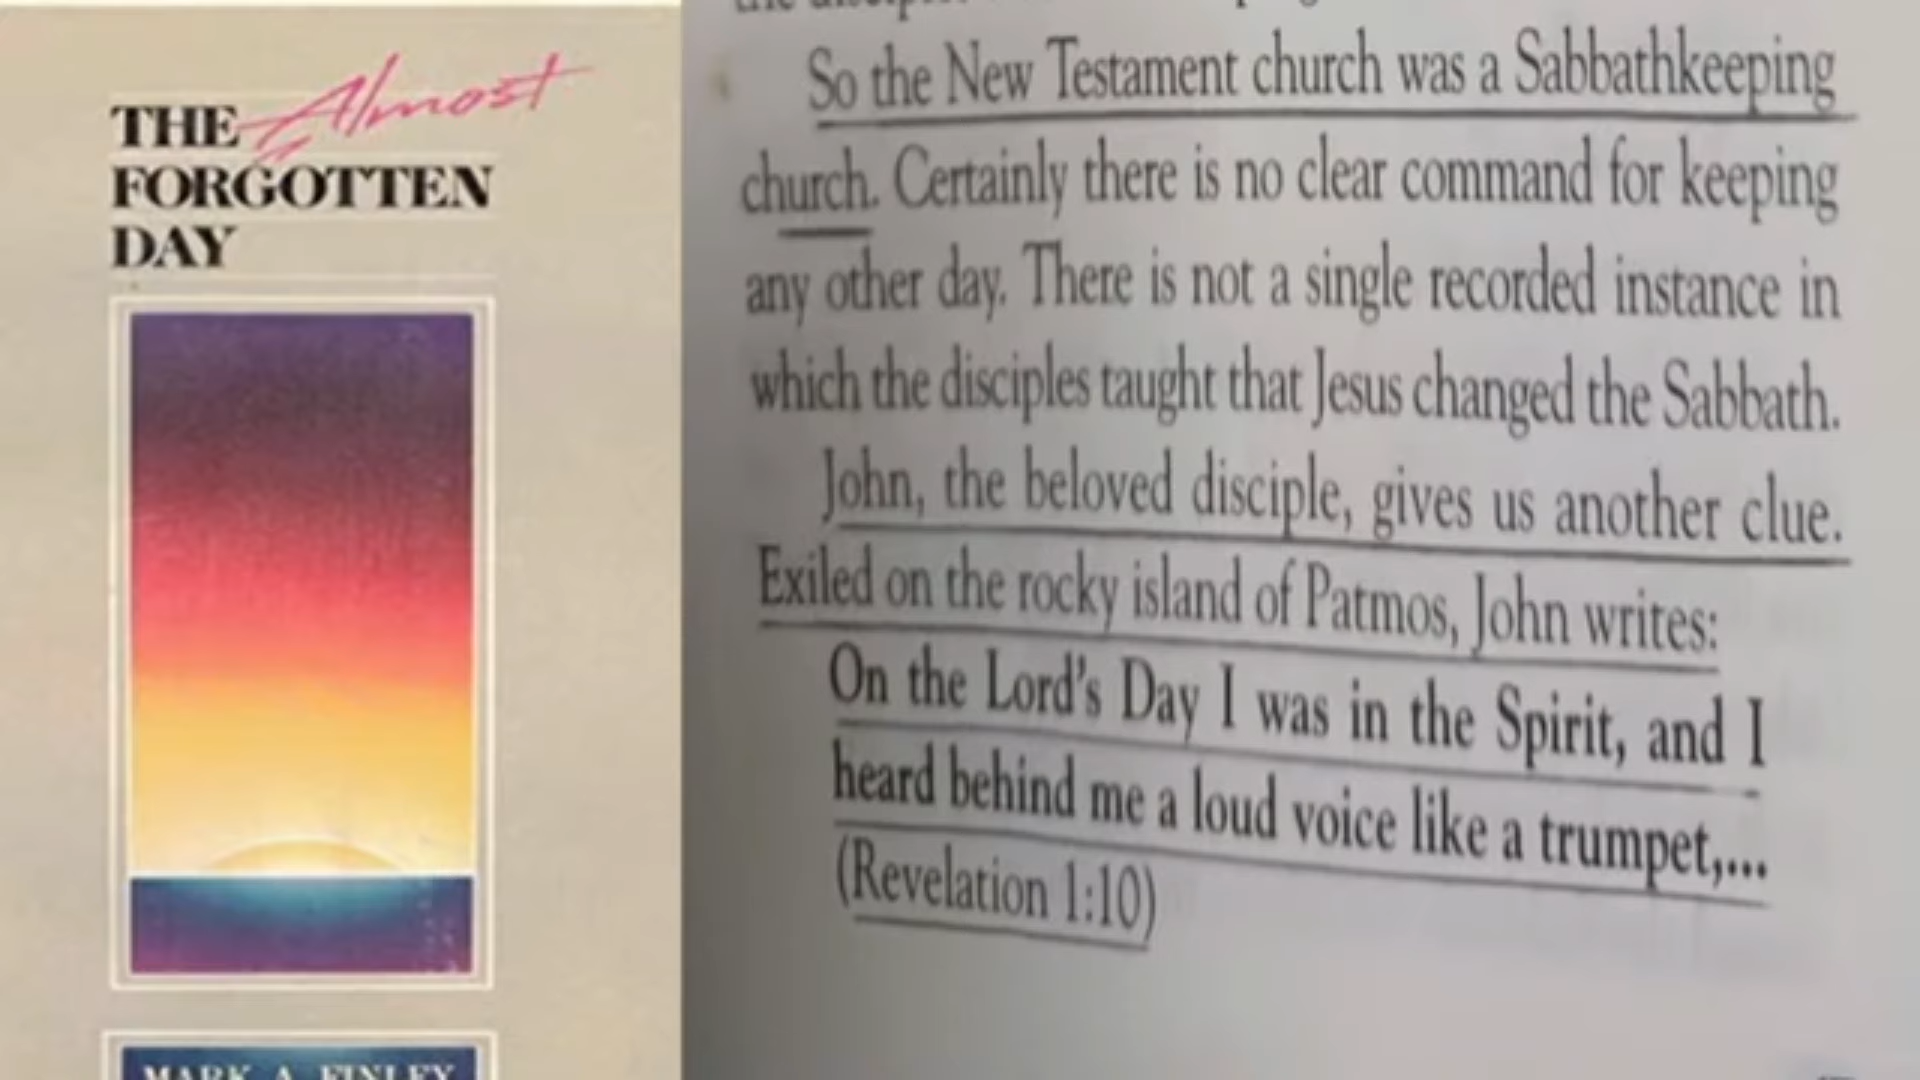 THE Almost
FORGOTTEN
DAY
MARK A. FINLEY
So the New Testament church was a Sabbathkeeping
church. Certainly there is no clear command for keeping
any other day. There is not a single recorded instance in
which the disciples taught that Jesus changed the Sabbath.
John, the beloved disciple, gives us another clue.
Exiled on the rocky island of Patmos, John writes:
On the Lord's Day I was in the Spirit, and I
heard behind me a loud voice like a trumpet,...
(Revelation 1:10)